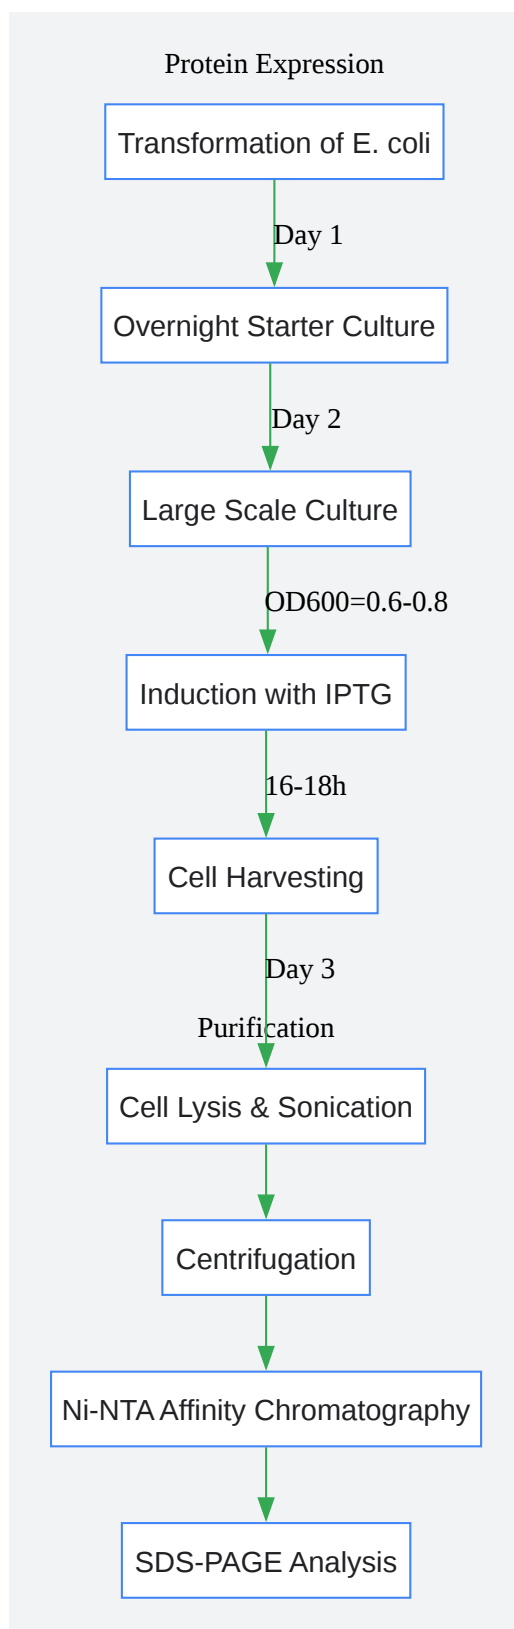 Protein Expression
Transformation of E. coli
Day 1
Overnight Starter Culture
Day 2
Large Scale Culture
OD600=0.6-0.8
Induction with IPTG
16-18h
Cell Harvesting
Day 3
Purification
Cell Lysis & Sonication
Centrifugation
Ni-NTA Affinity Chromatography
SDS-PAGE Analysis